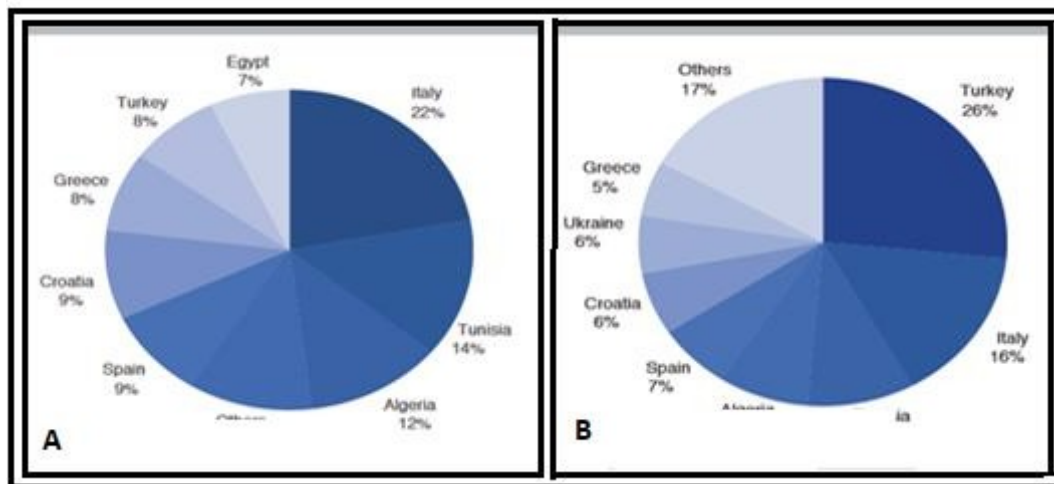 Egypt
7%
Italy
22%
Turkey
8%
Greece
8%
Croatia
9%
Spain
9%
Algeria
12%
Tunisia
14%
A
Others
17%
Turkey
26%
Greece
5%
Ukraine
6%
Croatia
6%
Spain
7%
ia
Italy
16%
B